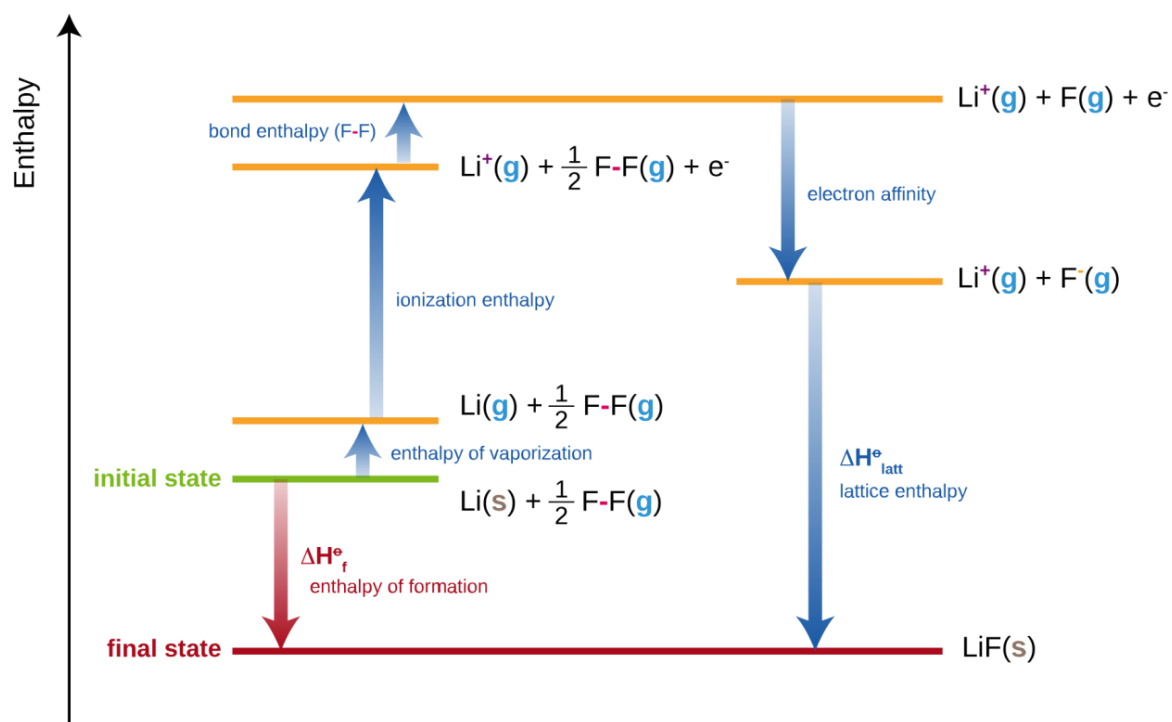 Enthalpy
Li⁺(g) + F(g) + e⁻
bond enthalpy (F-F)
Li⁺(g) + 1/2 F-F(g) + e⁻
electron affinity
Li⁺(g) + F⁻(g)
ionization enthalpy
Li(g) + 1/2 F-F(g)
enthalpy of vaporization
initial state
Li(s) + 1/2 F-F(g)
ΔH°latt
lattice enthalpy
ΔH°f
enthalpy of formation
final state
LiF(s)